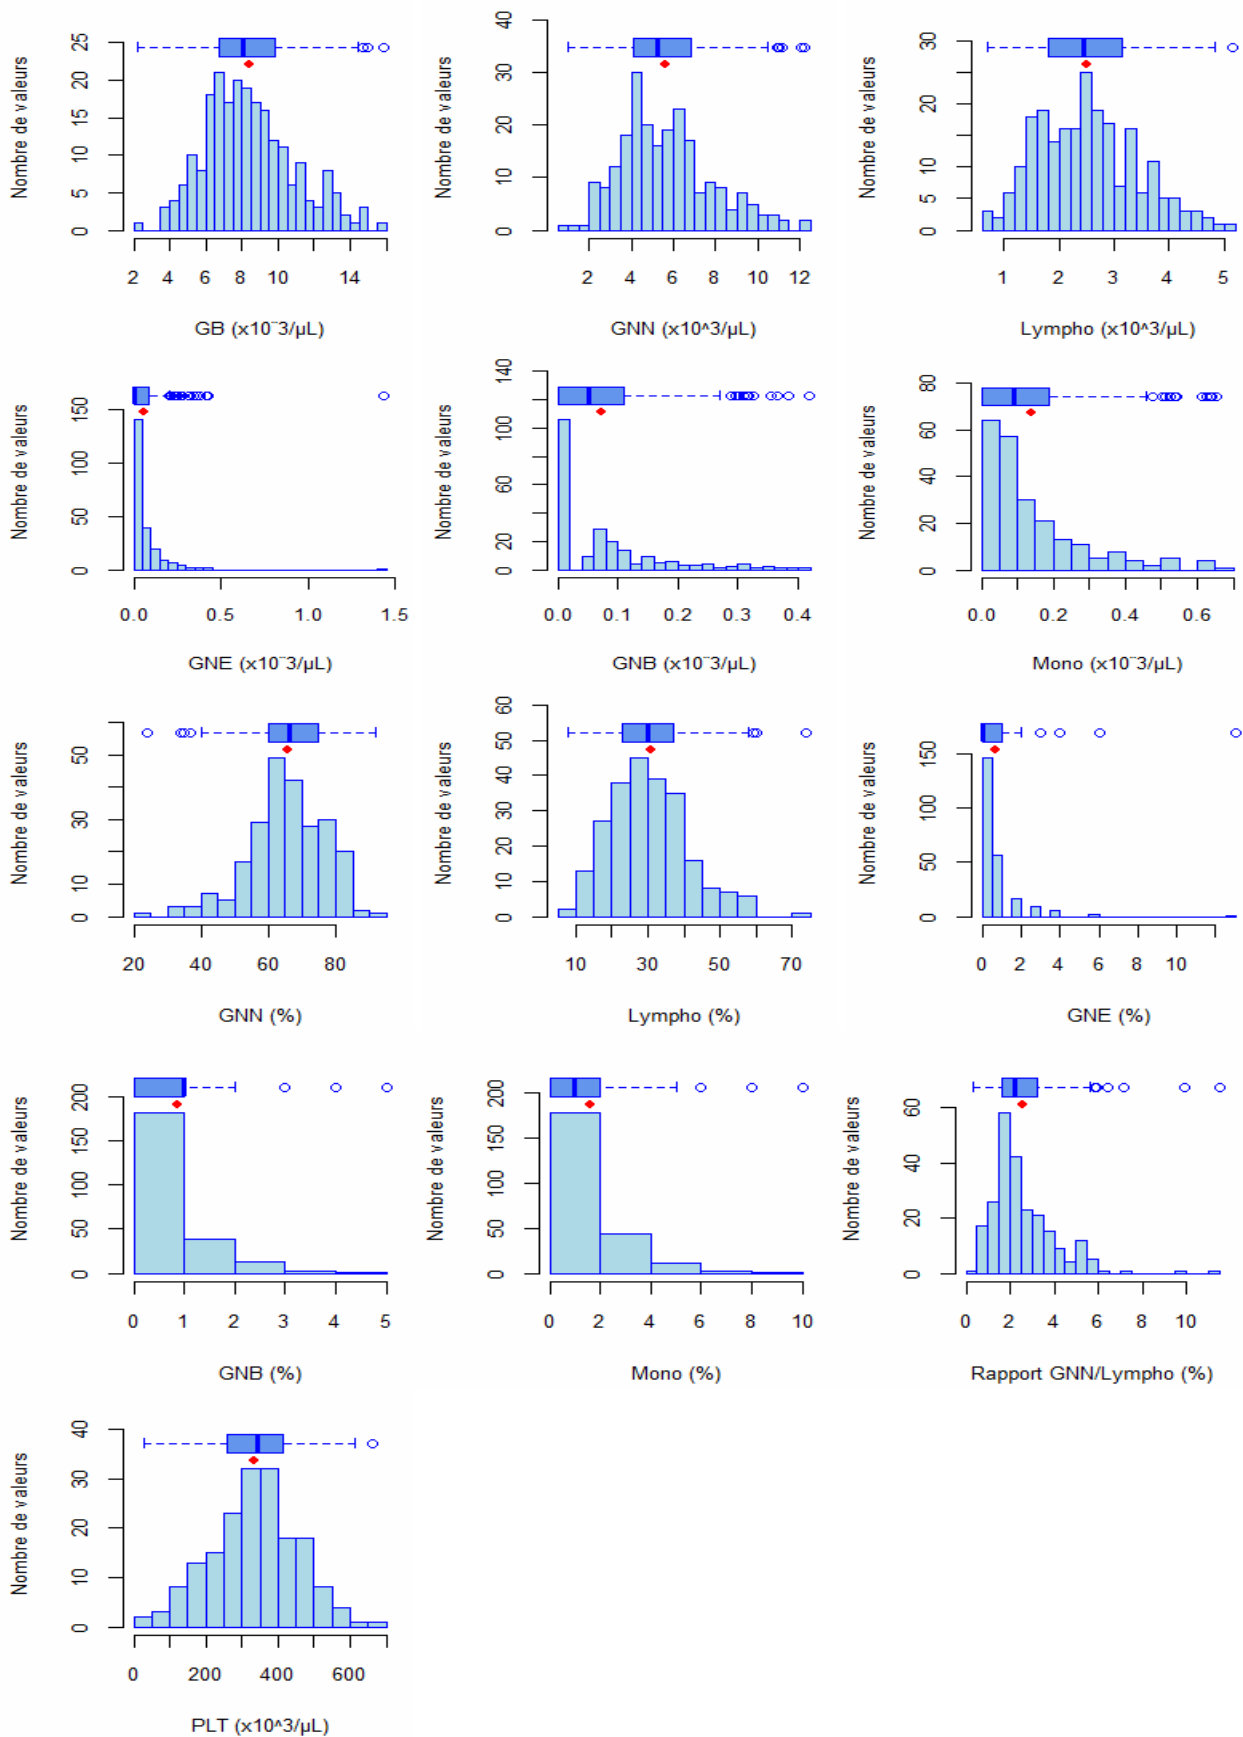 Nombre de valeurs
0 5 10 15 20 25
2 4 6 8 10 14
GB (x10¯3/µL)
Nombre de valeurs
0 10 20 30 40
2 4 6 8 10 12
GNN (x10^3/µL)
Nombre de valeurs
0 5 10 20 30
1 2 3 4 5
Lympho (x10^3/µL)
Nombre de valeurs
0 50 100 150
0.0 0.5 1.0 1.5
GNE (x10¯3/µL)
Nombre de valeurs
0 20 40 60 80 100 120 140
0.0 0.1 0.2 0.3 0.4
GNB (x10¯3/µL)
Nombre de valeurs
0 20 40 60 80
0.0 0.2 0.4 0.6
Mono (x10¯3/µL)
Nombre de valeurs
0 10 30 50
20 40 60 80
GNN (%)
Nombre de valeurs
0 10 20 30 40 50 60
10 30 50 70
Lympho (%)
Nombre de valeurs
0 50 100 150
0 2 4 6 8 10
GNE (%)
Nombre de valeurs
0 50 100 150 200
0 1 2 3 4 5
GNB (%)
Nombre de valeurs
0 50 100 150 200
0 2 4 6 8 10
Mono (%)
Nombre de valeurs
0 20 40 60
0 2 4 6 8 10
Rapport GNN/Lympho (%)
Nombre de valeurs
0 10 20 30 40
0 200 400 600
PLT (x10^3/µL)